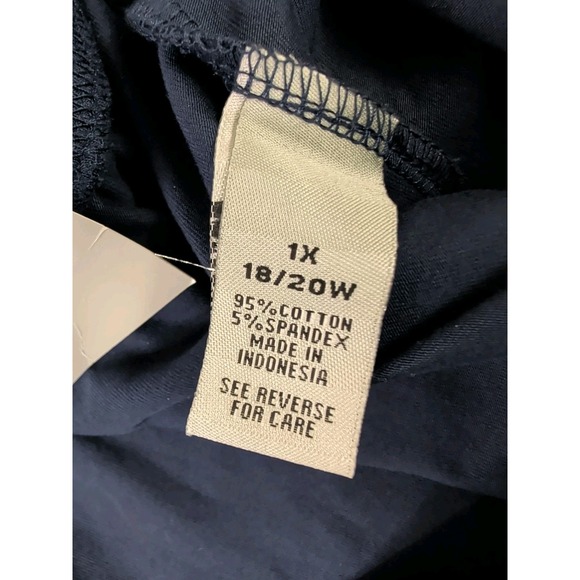 1X
18/20W
95%COTTON
5%SPANDEX
MADE IN
INDONESIA
SEE REVERSE
FOR CARE